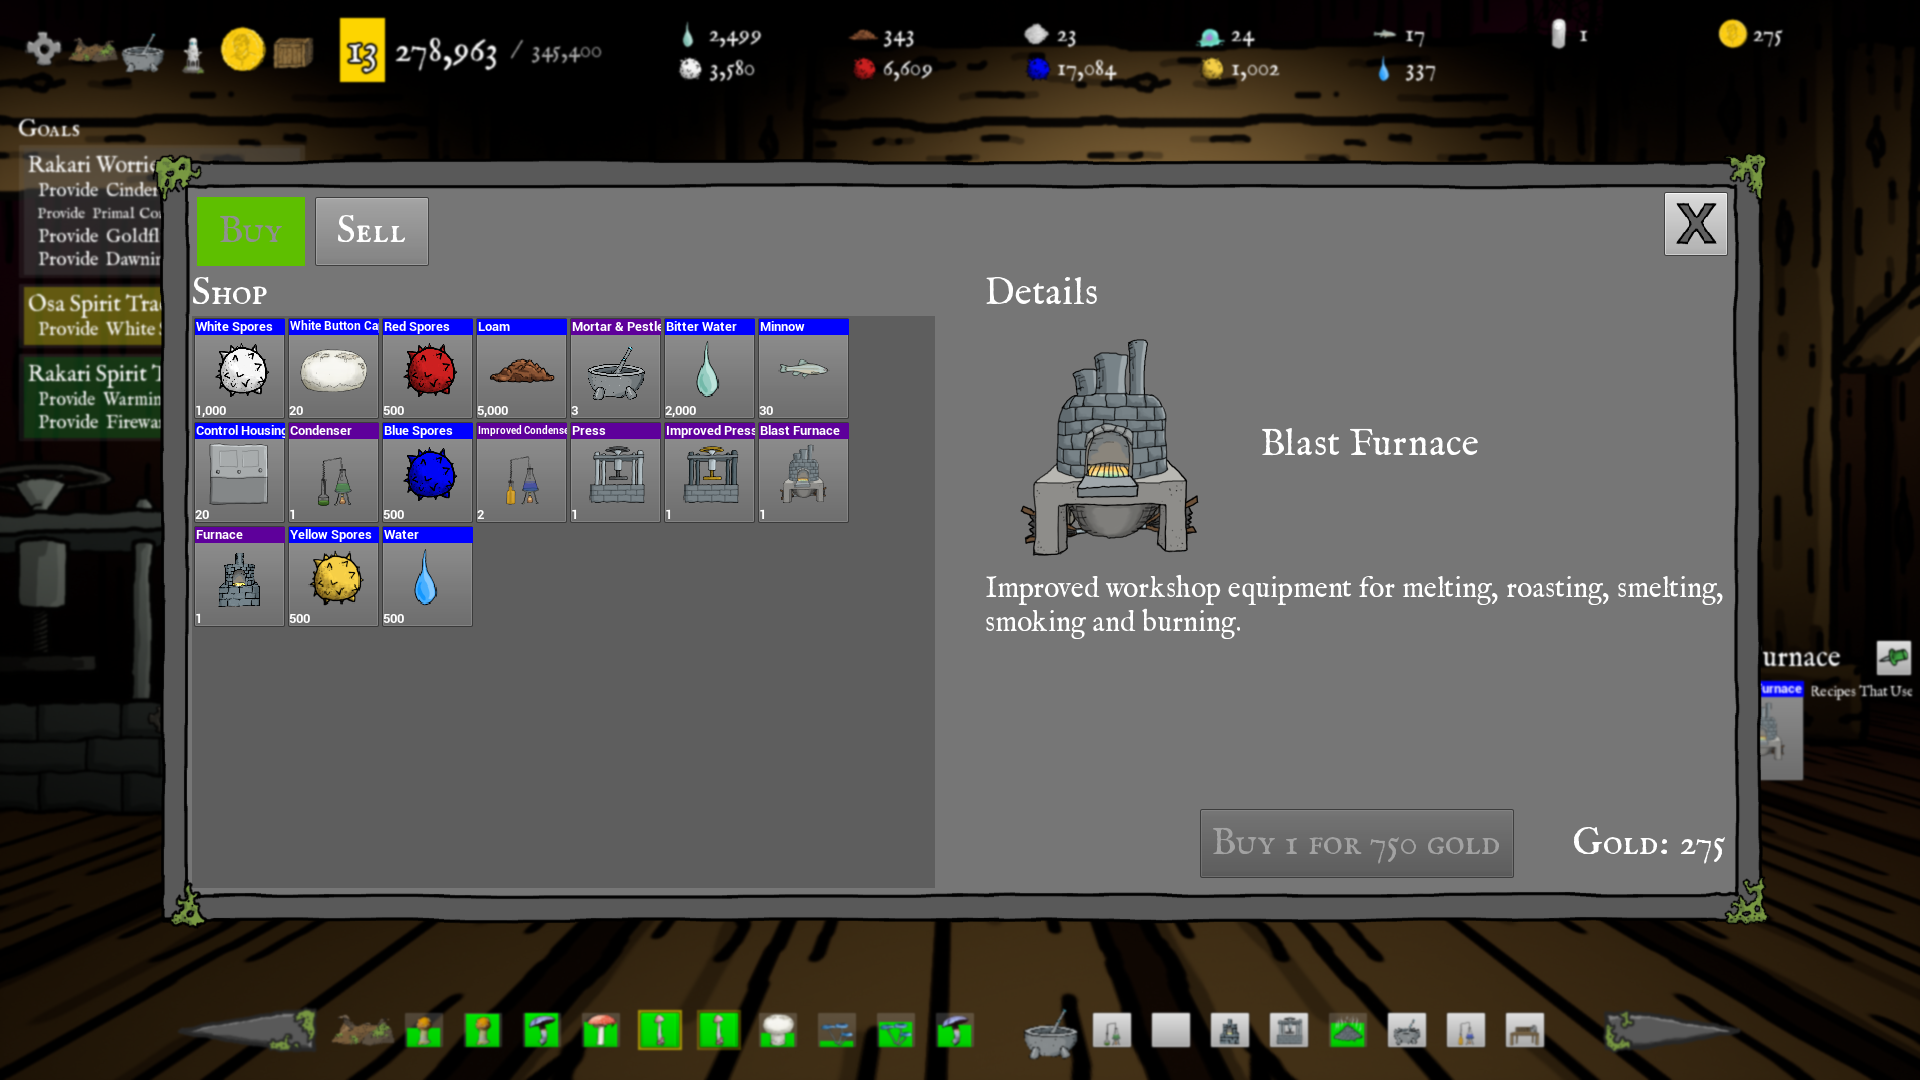 13 278,963 / 345,400
2,499 343 23 24 17 1 275
3,580 6,609 17,084 1,002 337
Goals
Rakari Worrie
Provide Cinder
Provide Primal Co
Provide Goldfl
Provide Dawnin
Osa Spirit Tra
Provide White
Rakari Spirit
Provide Warmin
Provide Firewa
Buy Sell X
Shop
White Spores White Button Ca Red Spores Loam Mortar & Pestle Bitter Water Minnow
1,000 20 500 5,000 3 2,000 30
Control Housing Condenser Blue Spores Improved Condense Press Improved Press Blast Furnace
20 1 500 2 1 1 1
Furnace Yellow Spores Water
1 500 500
Details
Blast Furnace
Improved workshop equipment for melting, roasting, smelting,
smoking and burning.
Buy 1 for 750 gold
Gold: 275
urnace
urnace Recipes That Use